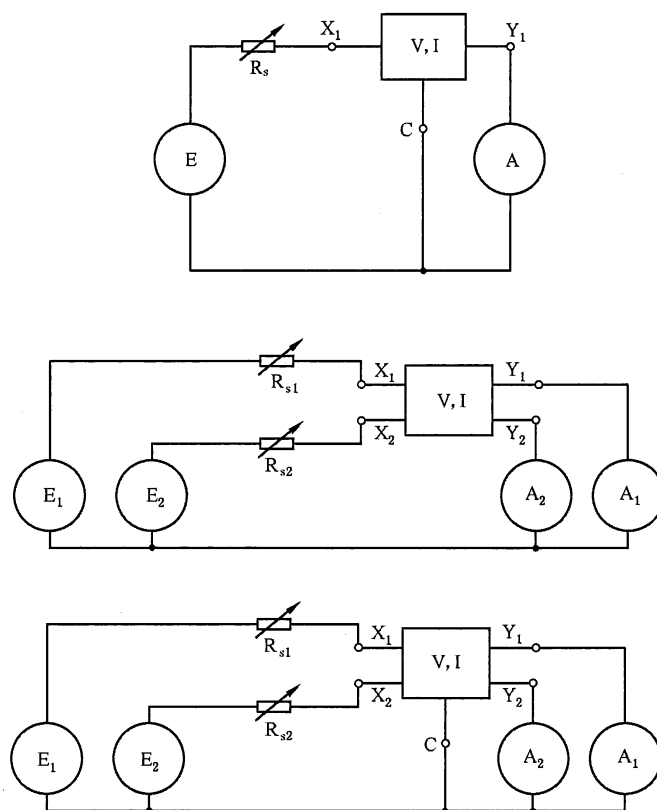 X₁ V, I Y₁
Rₛ
C
E A
X₁ Y₁
Rₛ₁ V, I
X₂ Y₂
Rₛ₂
E₁ E₂ A₂ A₁
X₁ Y₁
Rₛ₁ V, I
X₂ Y₂
Rₛ₂
C
E₁ E₂ A₂ A₁